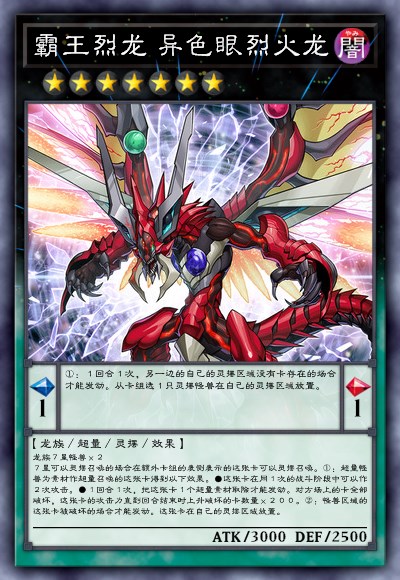 霸王烈龙 异色眼烈火龙
闇
やみ
①：1回合1次，另一边的自己的灵摆区域没有卡存在的场合
才能发动。从卡组选1只灵摆怪兽在自己的灵摆区域放置。
1
1
【龙族／超量／灵摆／效果】
龙族7星怪兽×2
7星可以灵摆召唤的场合在额外卡组的表侧表示的这张卡可以灵摆召唤。①：超量怪
兽为素材作超量召唤的这张卡得到以下效果。●这张卡在用1次的战斗阶段中可以作
2次攻击。●1回合1次，把这张卡1个超量素材取除才能发动。对方场上的卡全部
破坏，这张卡的攻击力直到回合结束时上升破坏的卡数量×200。②：怪兽区域的
这张卡被破坏的场合才能发动。这张卡在自己的灵摆区域放置。
ATK/3000 DEF/2500